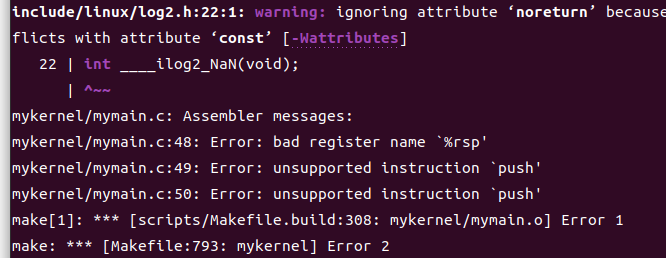 include/linux/log2.h:22:1: warning: ignoring attribute ‘noreturn’ because
flicts with attribute ‘const’ [-Wattributes]
22 | int ____ilog2_NaN(void);
| ^~~
mykernel/mymain.c: Assembler messages:
mykernel/mymain.c:48: Error: bad register name `%rsp'
mykernel/mymain.c:49: Error: unsupported instruction `push'
mykernel/mymain.c:50: Error: unsupported instruction `push'
make[1]: *** [scripts/Makefile.build:308: mykernel/mymain.o] Error 1
make: *** [Makefile:793: mykernel] Error 2